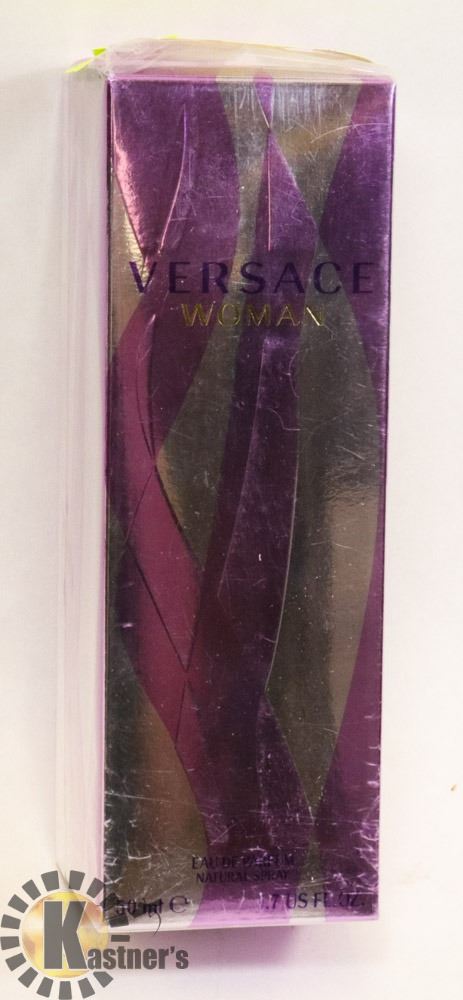 VERSACE
WOMAN
EAU DE PARFUM
NATURAL SPRAY
50 ml e 1.7 US FL. OZ.
Kastner's